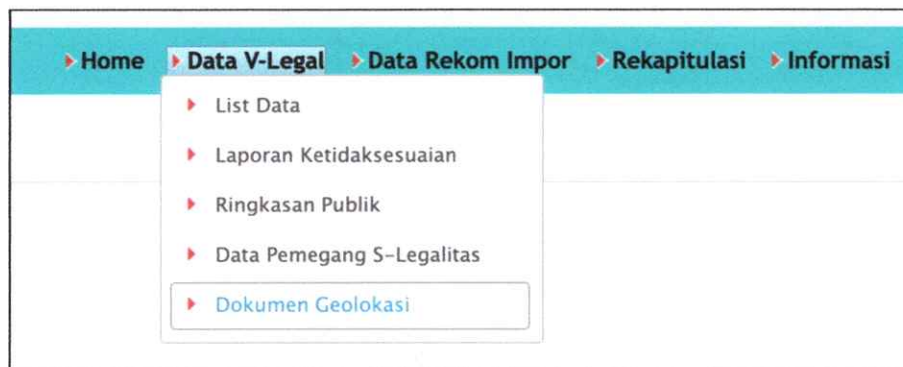 Home Data V-Legal Data Rekom Impor Rekapitulasi Informasi
List Data
Laporan Ketidaksesuaian
Ringkasan Publik
Data Pemegang S-Legalitas
Dokumen Geolokasi